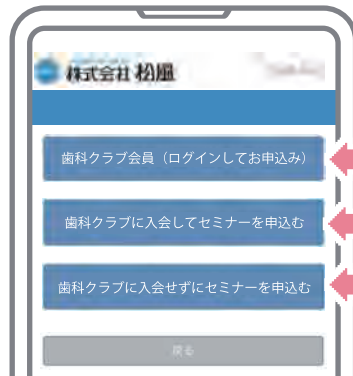 株式会社 松風
歯科クラブ会員（ログインしてお申込み）
歯科クラブに入会してセミナーを申込む
歯科クラブに入会せずにセミナーを申込む
戻る